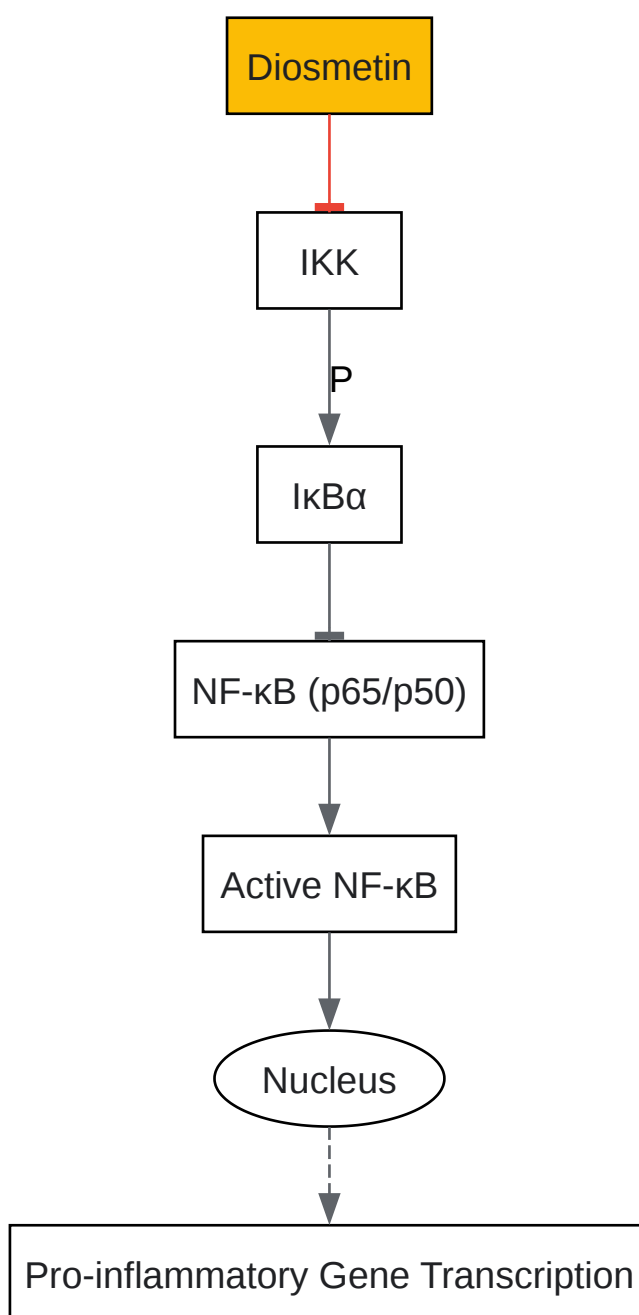 Diosmetin
IKK
P
IκBα
NF-κB (p65/p50)
Active NF-κB
Nucleus
Pro-inflammatory Gene Transcription